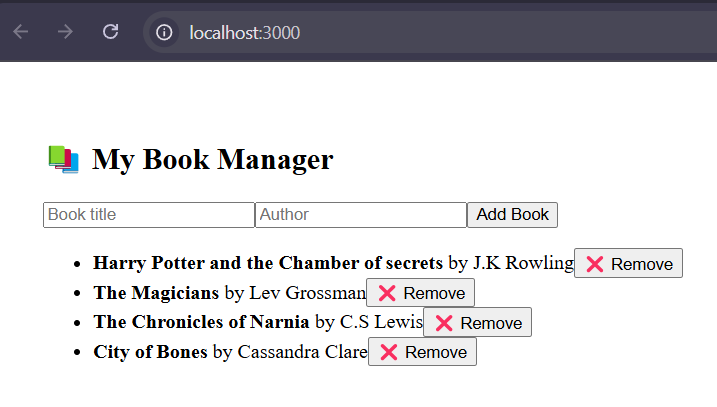 localhost:3000
📚 My Book Manager
Book title Author Add Book
• Harry Potter and the Chamber of secrets by J.K Rowling ❌ Remove
• The Magicians by Lev Grossman ❌ Remove
• The Chronicles of Narnia by C.S Lewis ❌ Remove
• City of Bones by Cassandra Clare ❌ Remove